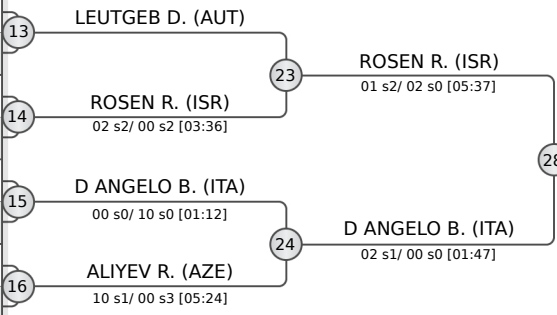 LEUTGEB D. (AUT)
13
ROSEN R. (ISR)
23
01 s2/ 02 s0 [05:37]
ROSEN R. (ISR)
14
02 s2/ 00 s2 [03:36]
28
D ANGELO B. (ITA)
15
00 s0/ 10 s0 [01:12]
D ANGELO B. (ITA)
24
02 s1/ 00 s0 [01:47]
ALIYEV R. (AZE)
16
10 s1/ 00 s3 [05:24]